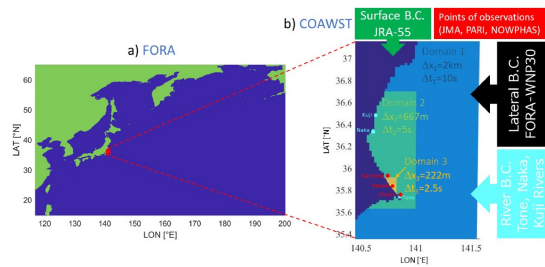 b) COAWST
Surface B.C.
JRA-55
Points of observations
(JMA, PARI, NOWPHAS)
a) FORA
LAT [°N]
60
50
40
30
20
120
130
140
150
160
170
180
190
200
LON [°E]
Domain 1
Δx₁=2km
Δt₁=10s
Domain 2
Δx₂=667m
Δt₂=5s
Domain 3
Δx₃=222m
Δt₃=2.5s
Kuji
Naka
LAT [°N]
37
36.8
36.6
36.4
36.2
36
35.8
35.6
35.4
140.5
141
141.5
LON [°E]
Lateral B.C.
FORA-WNP30
River B.C.
Tone, Naka,
Kuji Rivers